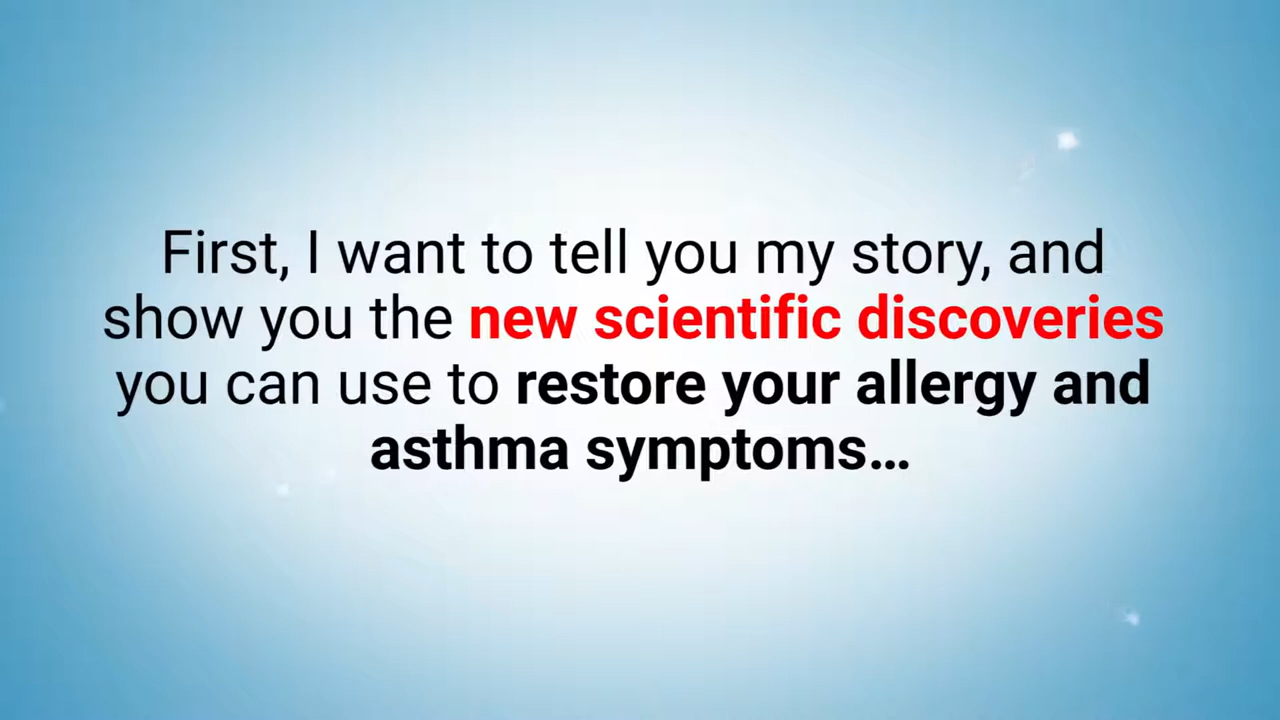 First, I want to tell you my story, and
show you the new scientific discoveries
you can use to restore your allergy and
asthma symptoms…